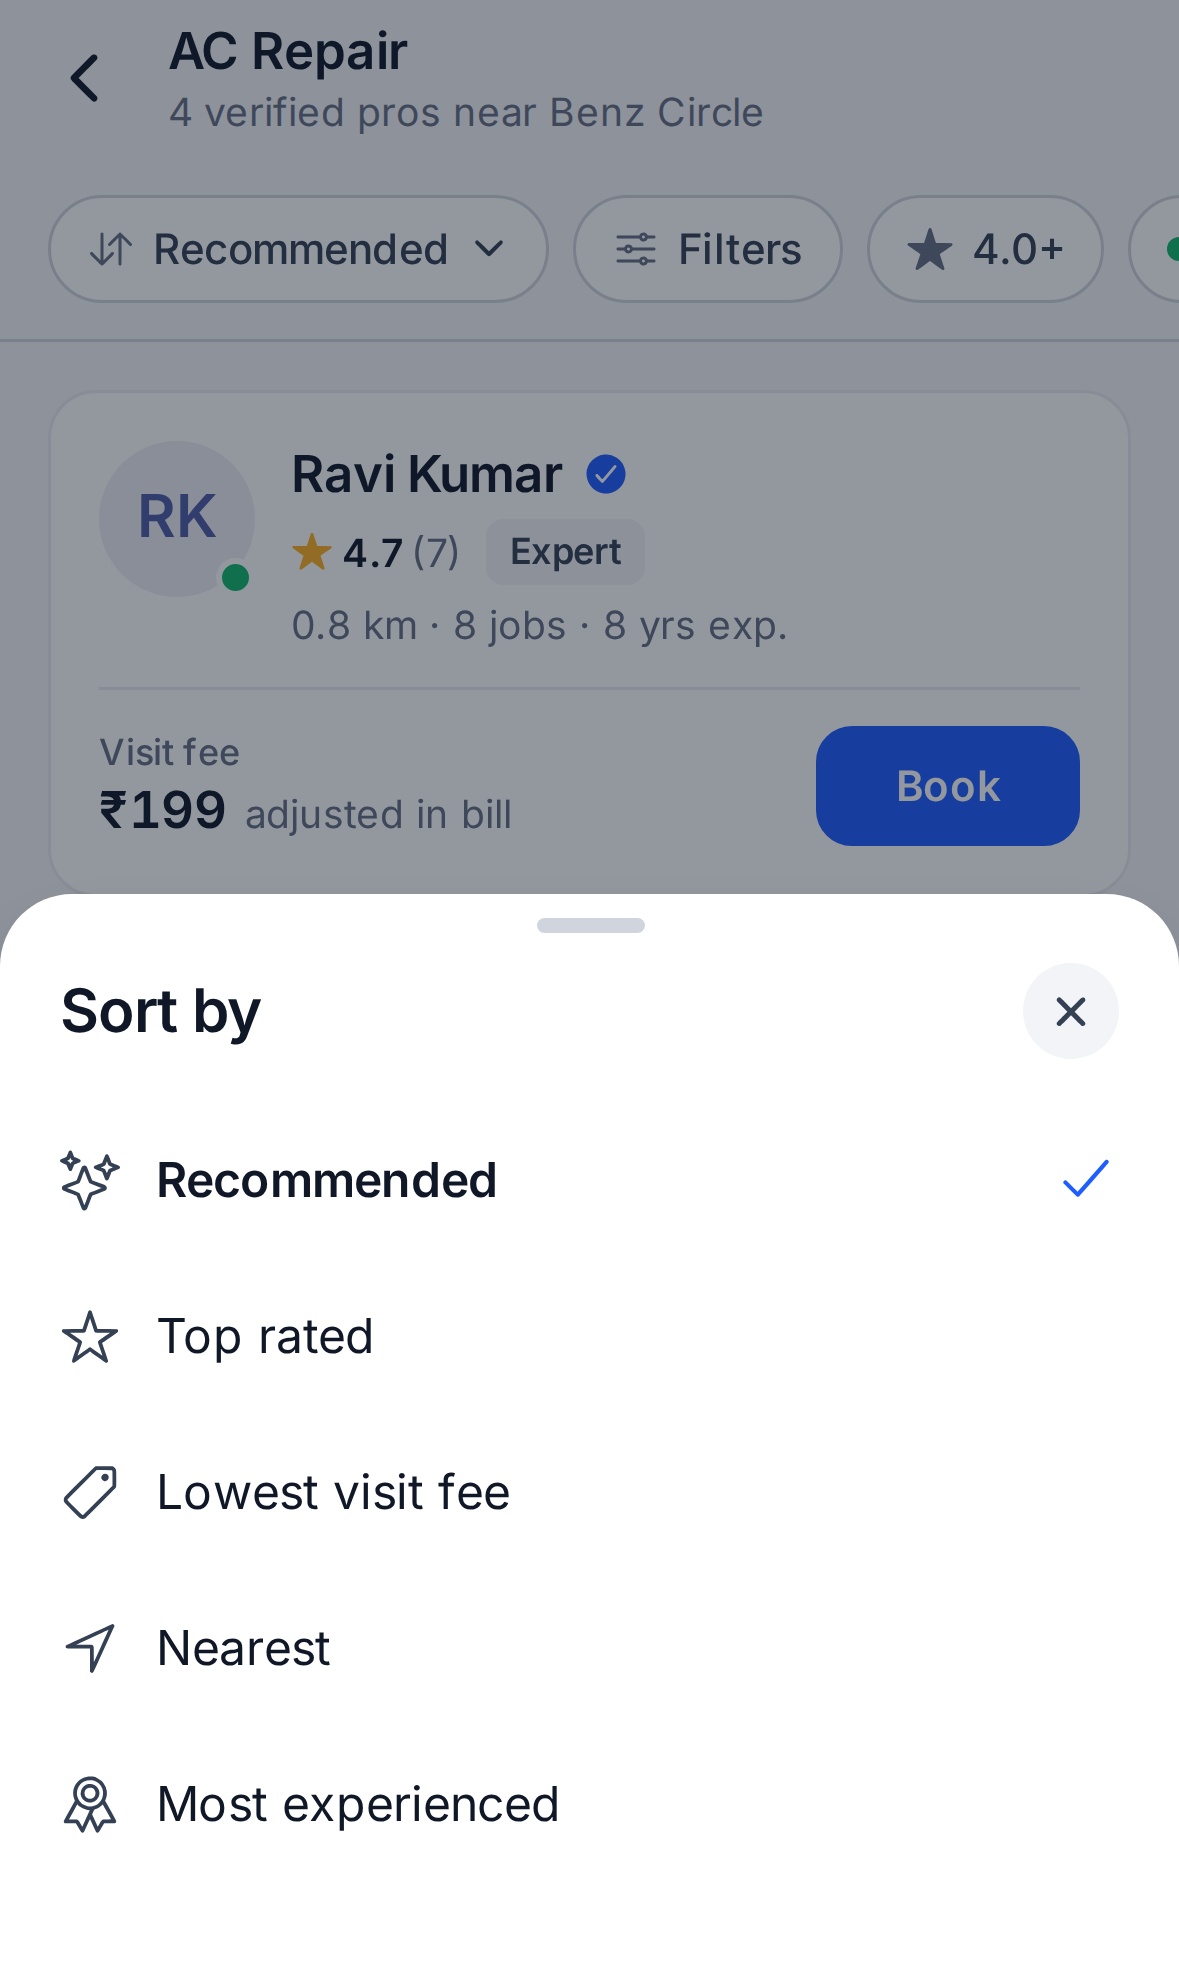 AC Repair
4 verified pros near Benz Circle
Recommended
Filters
4.0+
RK
Ravi Kumar
4.7 (7)
Expert
0.8 km · 8 jobs · 8 yrs exp.
Visit fee
₹199 adjusted in bill
Book
Sort by
Recommended
Top rated
Lowest visit fee
Nearest
Most experienced